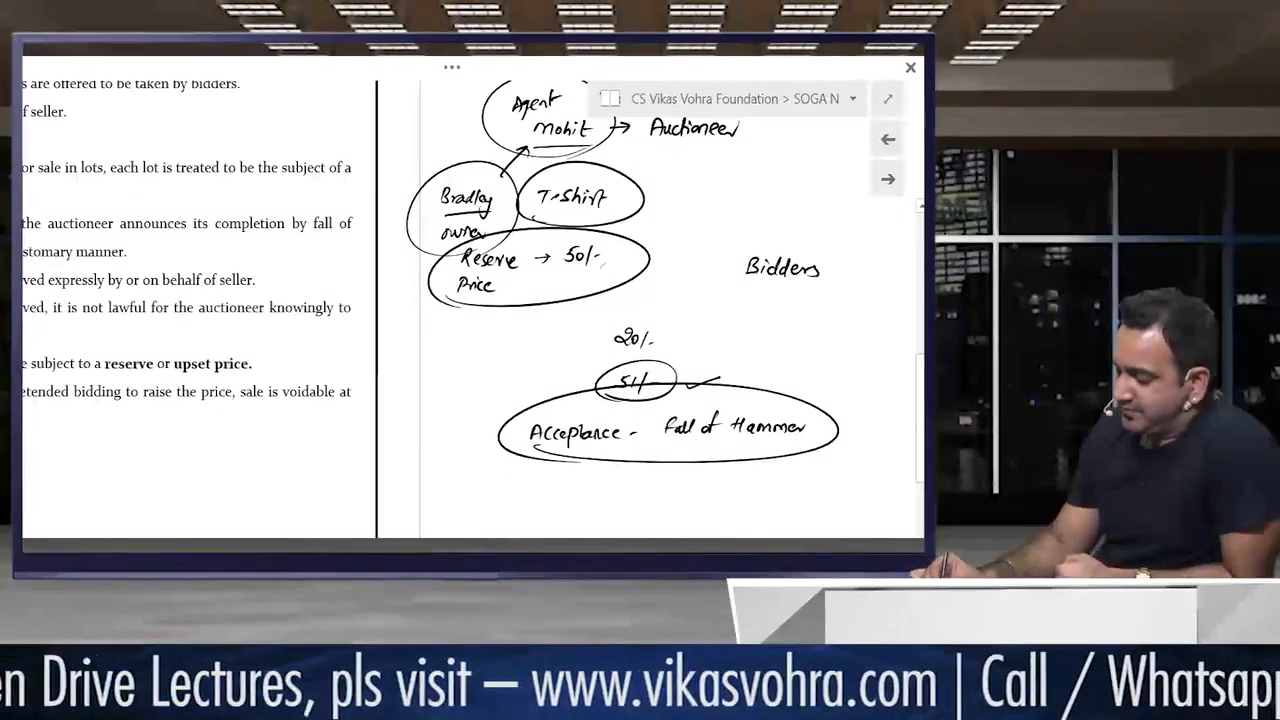 s are offered to be taken by bidders.
f seller.
or sale in lots, each lot is treated to be the subject of a
the auctioneer announces its completion by fall of
stomary manner.
ved expressly by or on behalf of seller.
ved, it is not lawful for the auctioneer knowingly to
e subject to a reserve or upset price.
etended bidding to raise the price, sale is voidable at
CS Vikas Vohra Foundation > SOGA N
Agent
Mohit → Auctioneer
Bradley
owner
T-Shirt
Reserve → 50/-
Price
Bidders
20/-
51/-
Acceptance - Fall of Hammer
en Drive Lectures, pls visit – www.vikasvohra.com | Call / Whatsapp